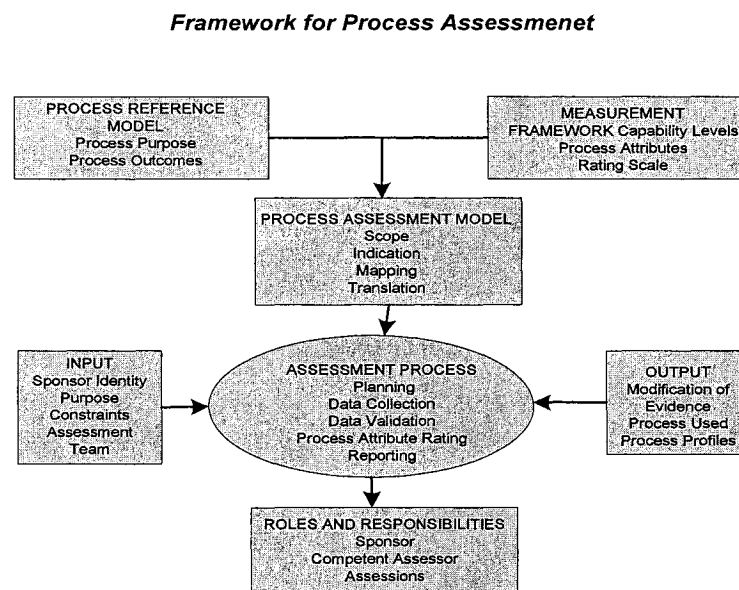 Framework for Process Assessmenet
PROCESS REFERENCE
MODEL
Process Purpose
Process Outcomes
MEASUREMENT
FRAMEWORK Capability Levels
Process Attributes
Rating Scale
PROCESS ASSESSMENT MODEL
Scope
Indication
Mapping
Translation
INPUT
Sponsor Identity
Purpose
Constraints
Assessment
Team
ASSESSMENT PROCESS
Planning
Data Collection
Data Validation
Process Attribute Rating
Reporting
OUTPUT
Modification of
Evidence
Process Used
Process Profiles
ROLES AND RESPONSIBILITIES
Sponsor
Competent Assessor
Assessions